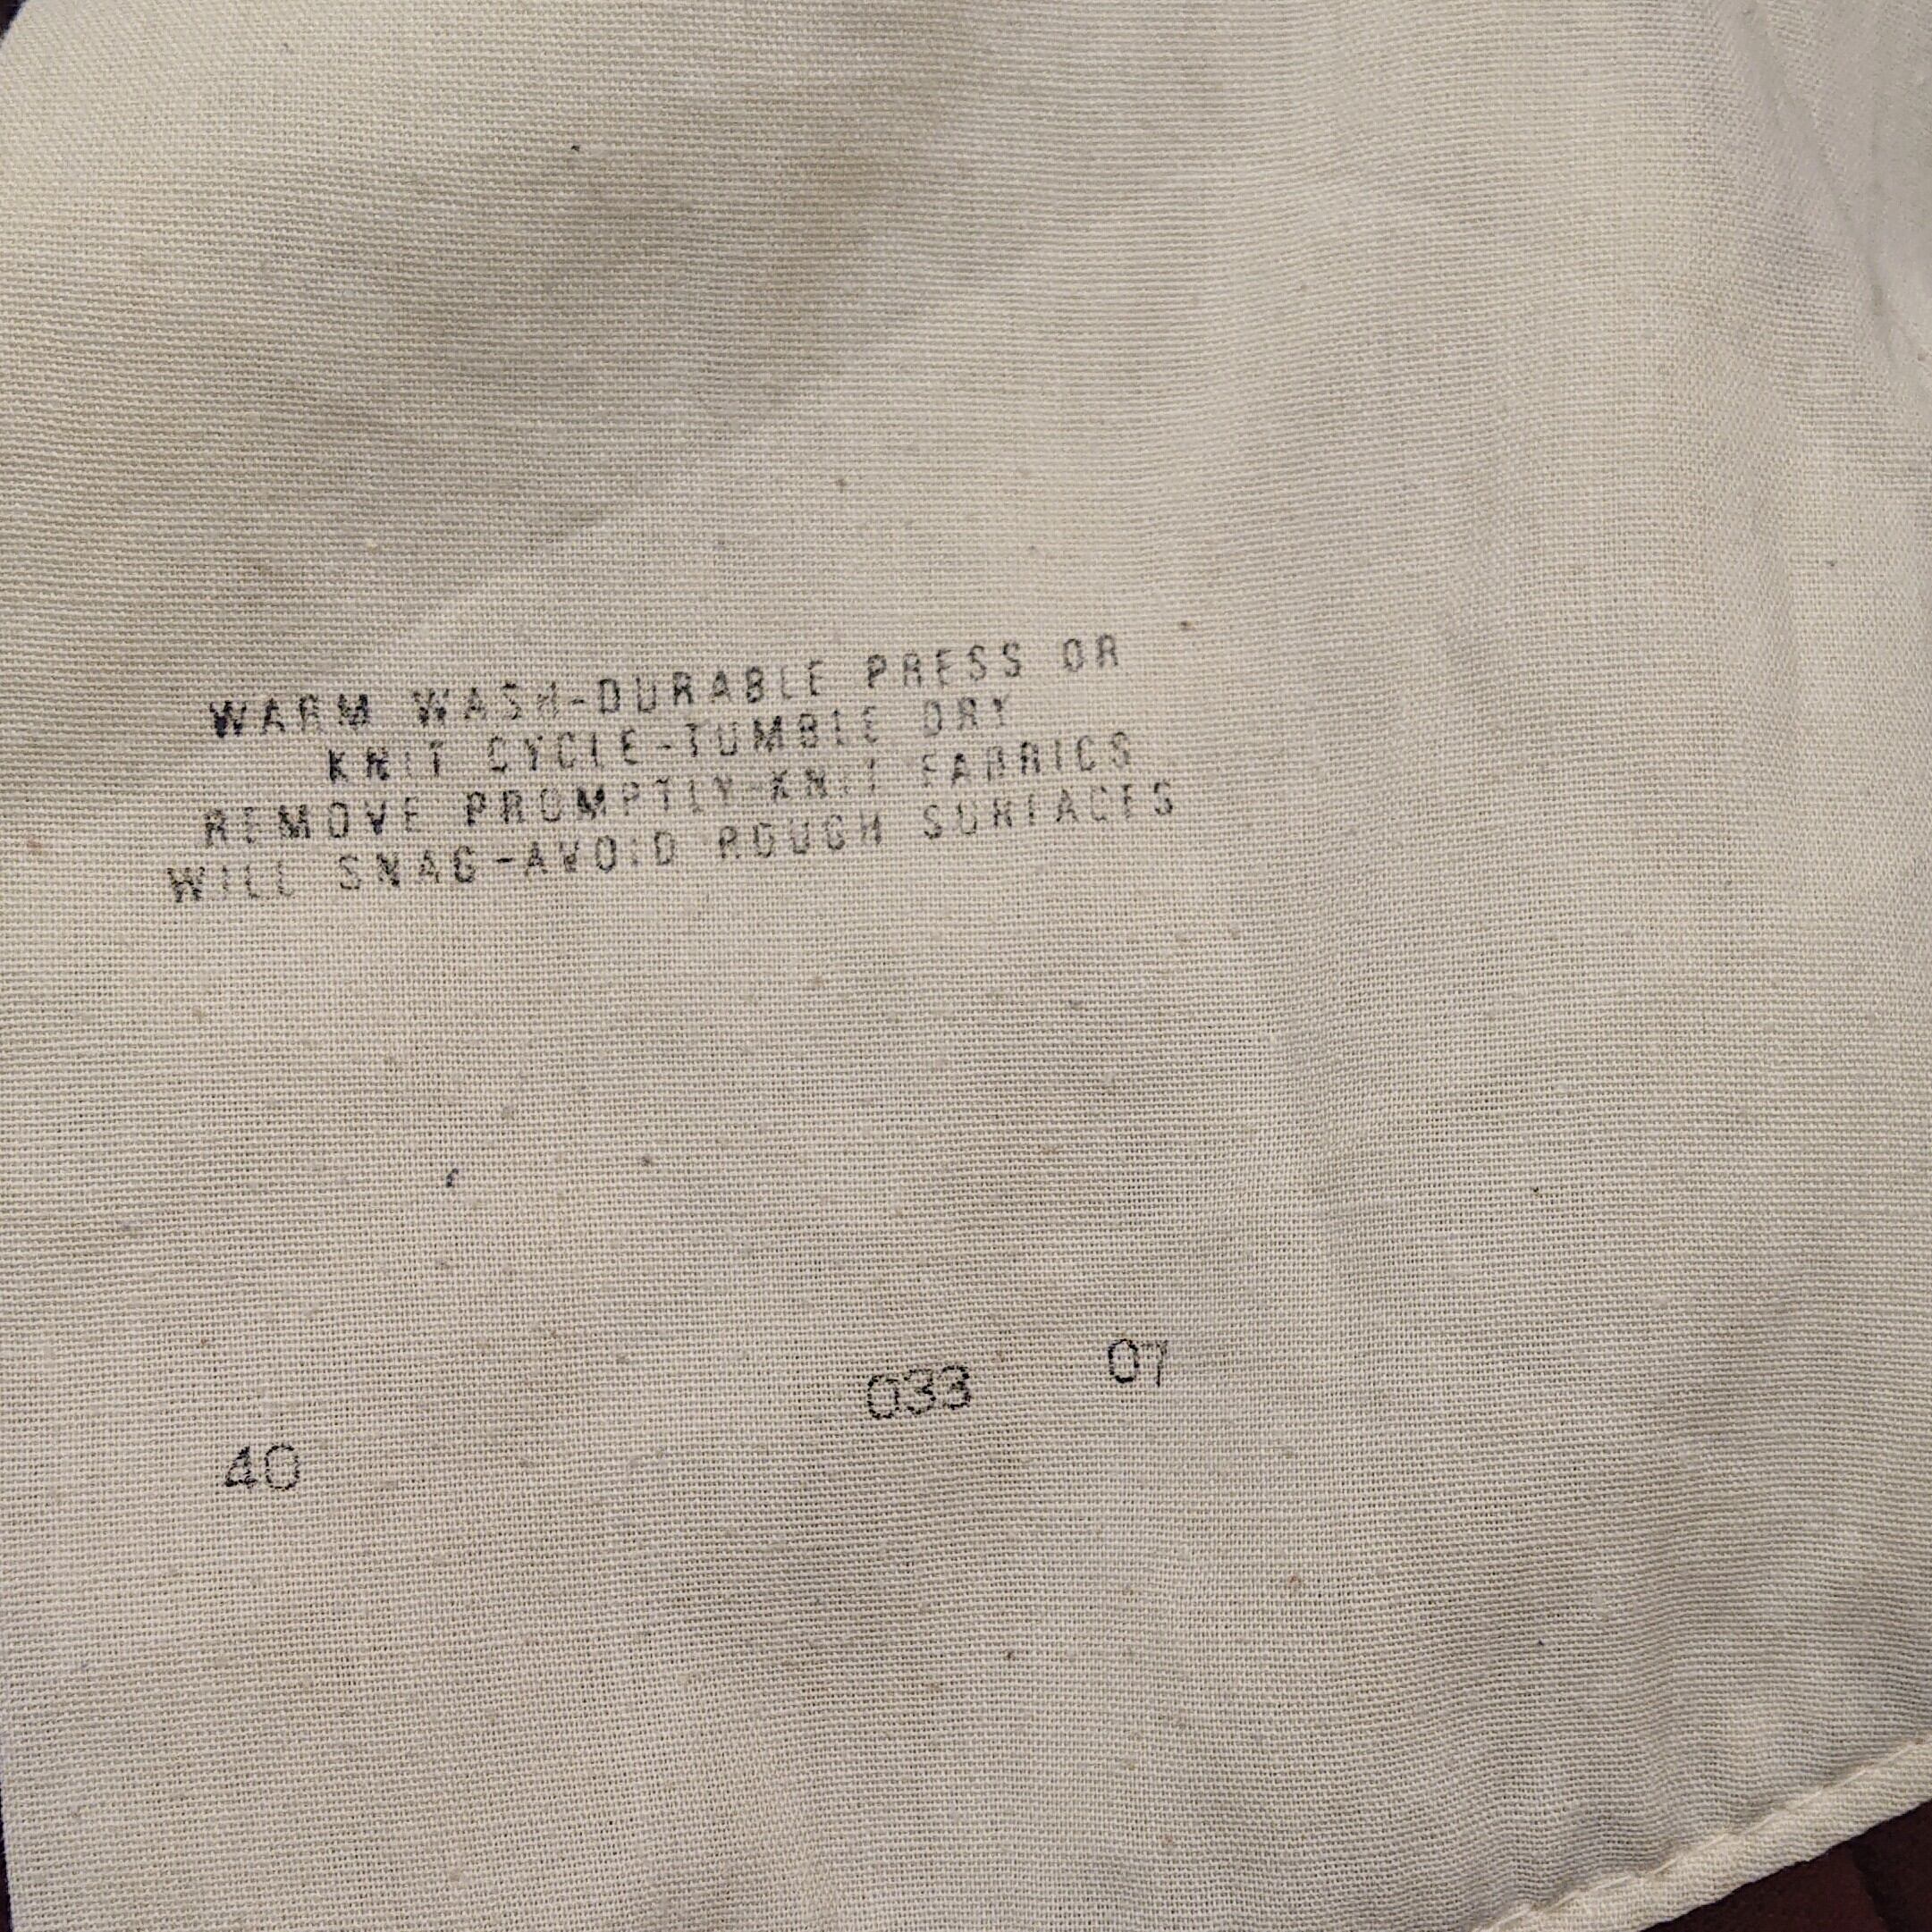 WARM WASH-DURABLE PRESS OR
KNIT CYCLE-TUMBLE DRY
REMOVE PROMPTLY-KNIT FABRICS
WILL SNAG-AVOID ROUGH SURFACES
033 07
40